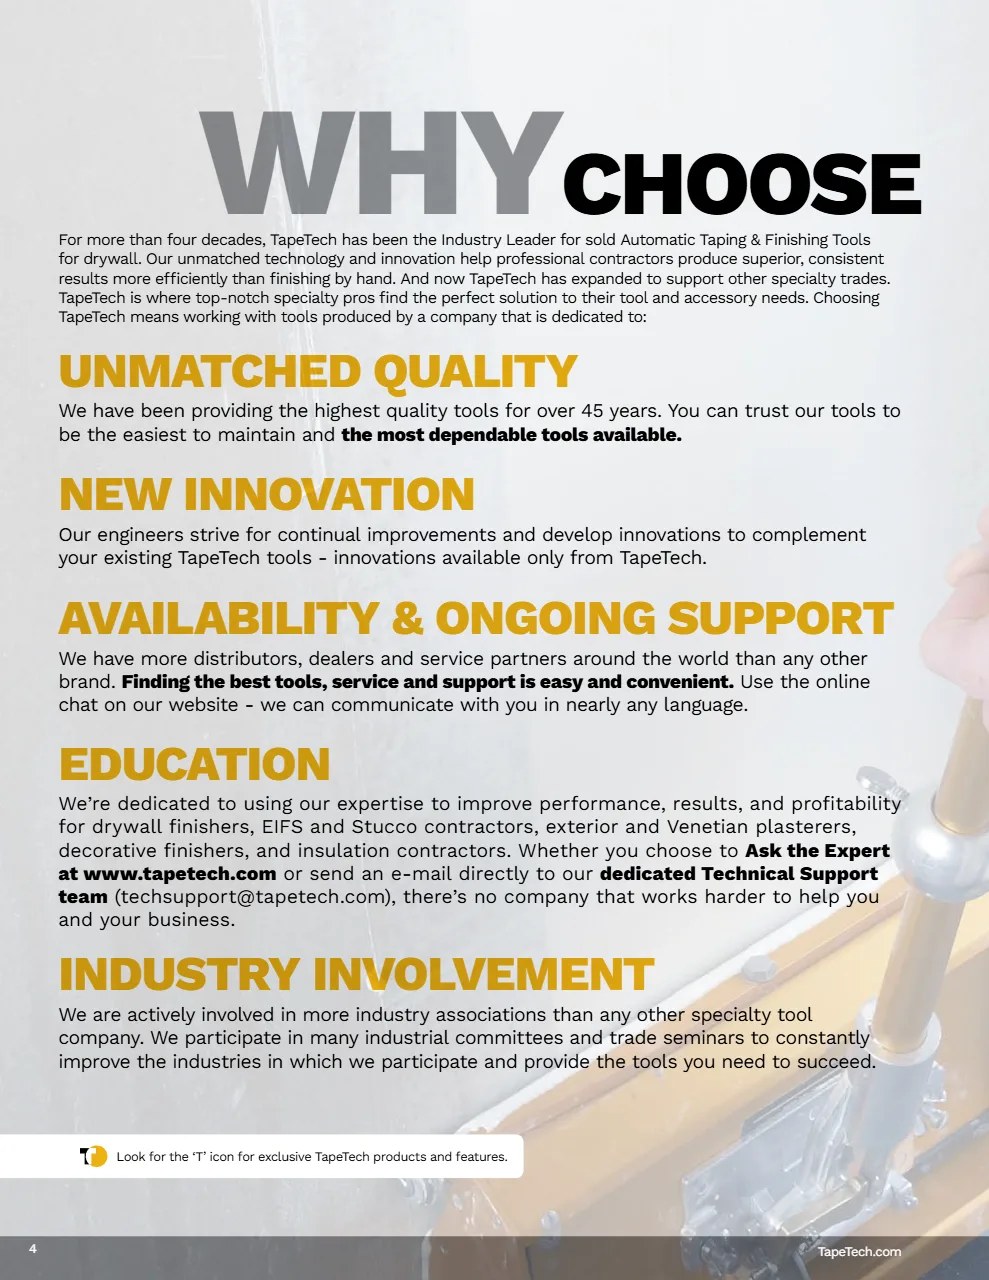 WHY CHOOSE
For more than four decades, TapeTech has been the Industry Leader for sold Automatic Taping & Finishing Tools
for drywall. Our unmatched technology and innovation help professional contractors produce superior, consistent
results more efficiently than finishing by hand. And now TapeTech has expanded to support other specialty trades.
TapeTech is where top-notch specialty pros find the perfect solution to their tool and accessory needs. Choosing
TapeTech means working with tools produced by a company that is dedicated to:
UNMATCHED QUALITY
We have been providing the highest quality tools for over 45 years. You can trust our tools to
be the easiest to maintain and the most dependable tools available.
NEW INNOVATION
Our engineers strive for continual improvements and develop innovations to complement
your existing TapeTech tools - innovations available only from TapeTech.
AVAILABILITY & ONGOING SUPPORT
We have more distributors, dealers and service partners around the world than any other
brand. Finding the best tools, service and support is easy and convenient. Use the online
chat on our website - we can communicate with you in nearly any language.
EDUCATION
We’re dedicated to using our expertise to improve performance, results, and profitability
for drywall finishers, EIFS and Stucco contractors, exterior and Venetian plasterers,
decorative finishers, and insulation contractors. Whether you choose to Ask the Expert
at www.tapetech.com or send an e-mail directly to our dedicated Technical Support
team (techsupport@tapetech.com), there’s no company that works harder to help you
and your business.
INDUSTRY INVOLVEMENT
We are actively involved in more industry associations than any other specialty tool
company. We participate in many industrial committees and trade seminars to constantly
improve the industries in which we participate and provide the tools you need to succeed.
T Look for the ‘T’ icon for exclusive TapeTech products and features.
4
TapeTech.com